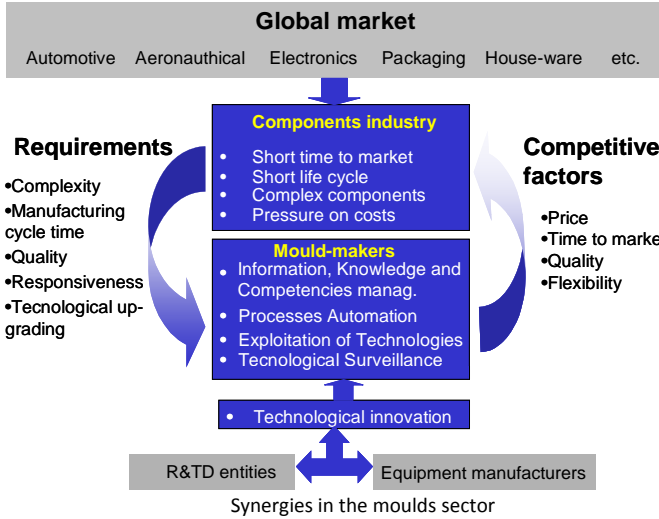 Global market
Automotive Aeronauthical Electronics Packaging House-ware etc.
Requirements
•Complexity
•Manufacturing
cycle time
•Quality
•Responsiveness
•Tecnological up-
grading
Components industry
• Short time to market
• Short life cycle
• Complex components
• Pressure on costs
Mould-makers
• Information, Knowledge and
Competencies manag.
• Processes Automation
• Exploitation of Technologies
• Tecnological Surveillance
Competitive
factors
•Price
•Time to marke
•Quality
•Flexibility
• Technological innovation
R&TD entities
Equipment manufacturers
Synergies in the moulds sector